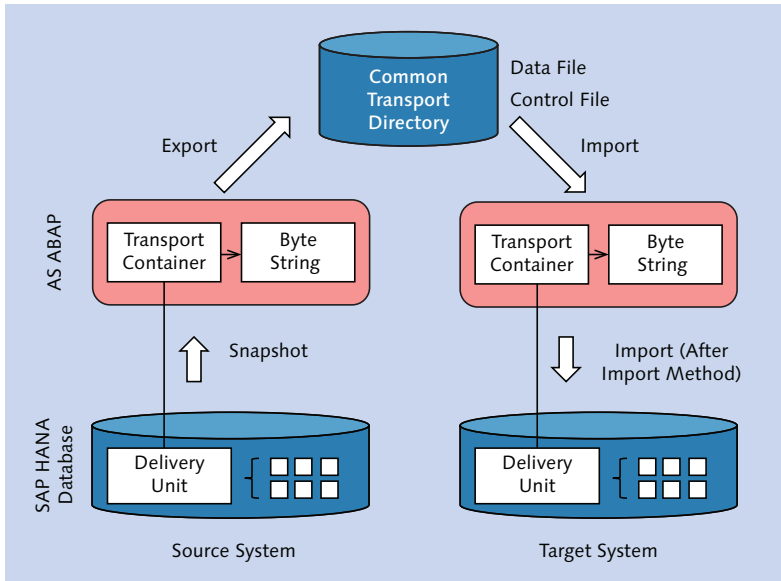 Common
Transport
Directory
Data File
Control File
Export
Import
AS ABAP
Transport
Container
Byte
String
Transport
Container
Byte
String
Snapshot
Import (After
Import Method)
SAP HANA
Database
Delivery
Unit
Delivery
Unit
Source System
Target System